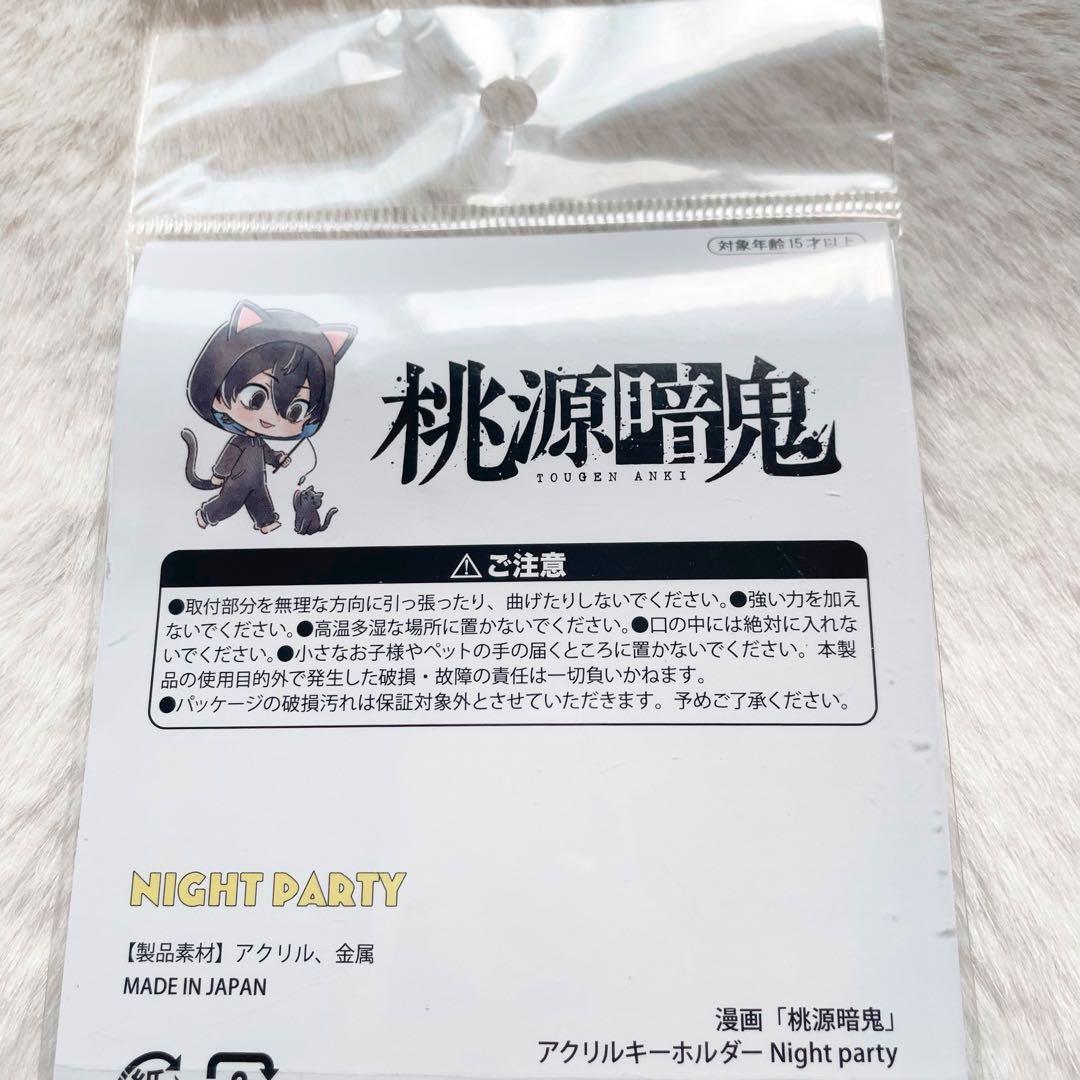 対象年齢15才以上
桃源暗鬼
TOUGEN ANKI
⚠ご注意
●取付部分を無理な方向に引っ張ったり、曲げたりしないでください。●強い力を加え
ないでください。●高温多湿な場所に置かないでください。●口の中には絶対に入れな
いでください。●小さなお子様やペットの手の届くところに置かないでください。本製
品の使用目的外で発生した破損・故障の責任は一切負いかねます。
●パッケージの破損汚れは保証対象外とさせていただきます。予めご了承ください。
NIGHT PARTY
【製品素材】アクリル、金属
MADE IN JAPAN
漫画「桃源暗鬼」
アクリルキーホルダー Night party
紙